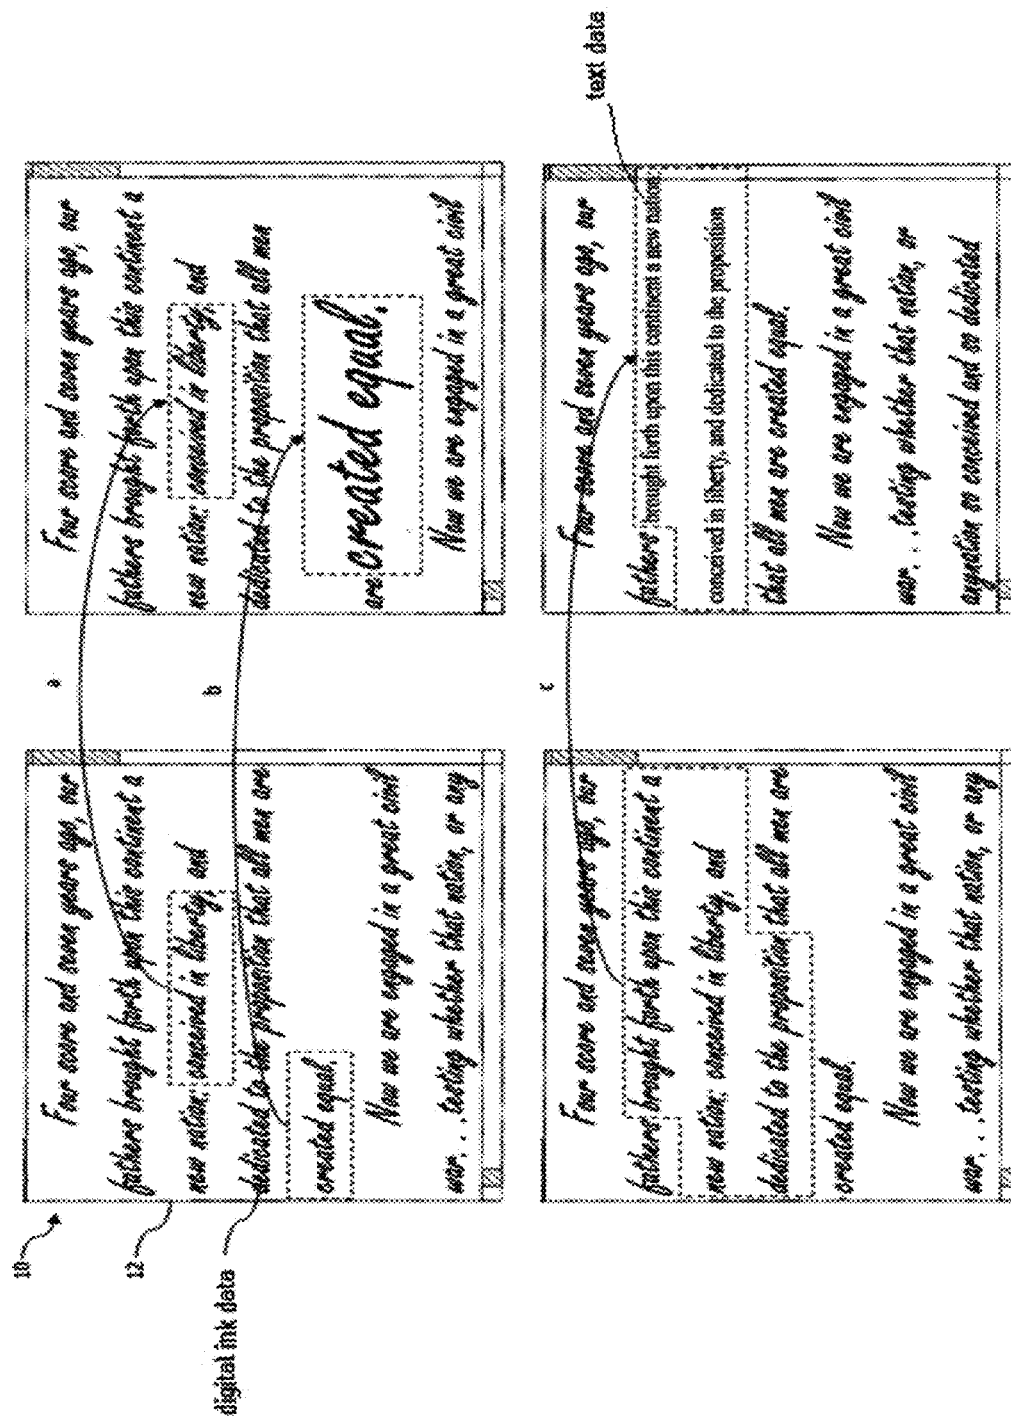 10
12
digital ink data
Four score and seven years ago, our
fathers brought forth upon this continent a
new nation: conceived in liberty, and
dedicated to the proposition that all men are
created equal.
Now we are engaged in a great civil
war. . .testing whether that nation, or any
a
b
Four score and seven years ago, our
fathers brought forth upon this continent a
new nation: conceived in liberty, and
dedicated to the proposition that all men
are created equal.
Now we are engaged in a great civil
Four score and seven years ago, our
fathers brought forth upon this continent a
new nation: conceived in liberty, and
dedicated to the proposition that all men are
created equal.
Now we are engaged in a great civil
war. . .testing whether that nation, or any
c
Four score and seven years ago, our
fathers brought forth upon this continent a new nation
conceived in liberty, and dedicated to the proposition
that all men are created equal.
Now we are engaged in a great civil
war. . .testing whether that nation, or
anynation so conceived and so dedicated
text data